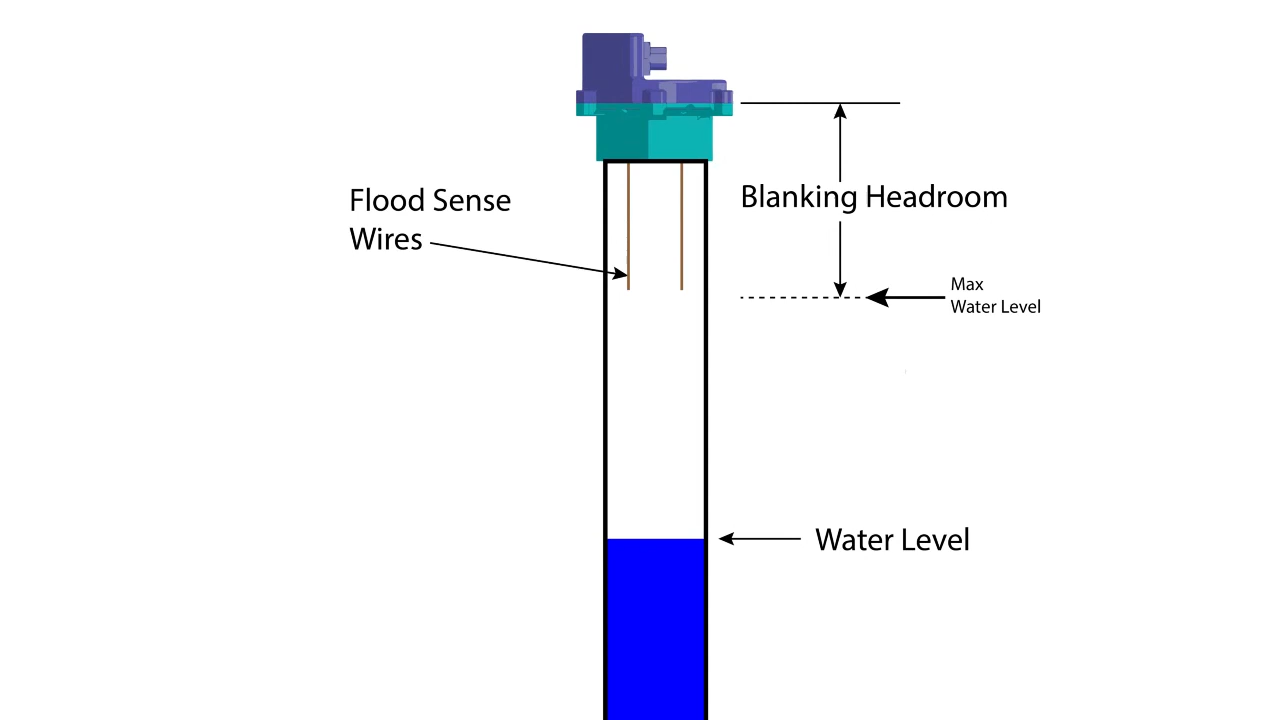 Flood Sense
Wires
Blanking Headroom
Max
Water Level
Water Level